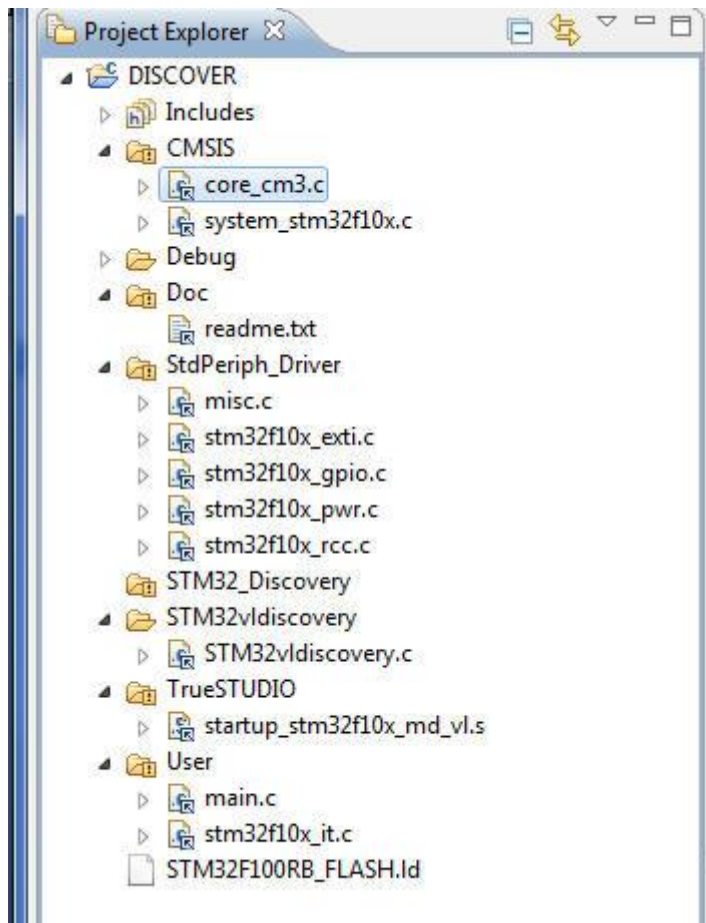 Project Explorer
DISCOVER
Includes
CMSIS
core_cm3.c
system_stm32f10x.c
Debug
Doc
readme.txt
StdPeriph_Driver
misc.c
stm32f10x_exti.c
stm32f10x_gpio.c
stm32f10x_pwr.c
stm32f10x_rcc.c
STM32_Discovery
STM32vldiscovery
STM32vldiscovery.c
TrueSTUDIO
startup_stm32f10x_md_vl.s
User
main.c
stm32f10x_it.c
STM32F100RB_FLASH.ld